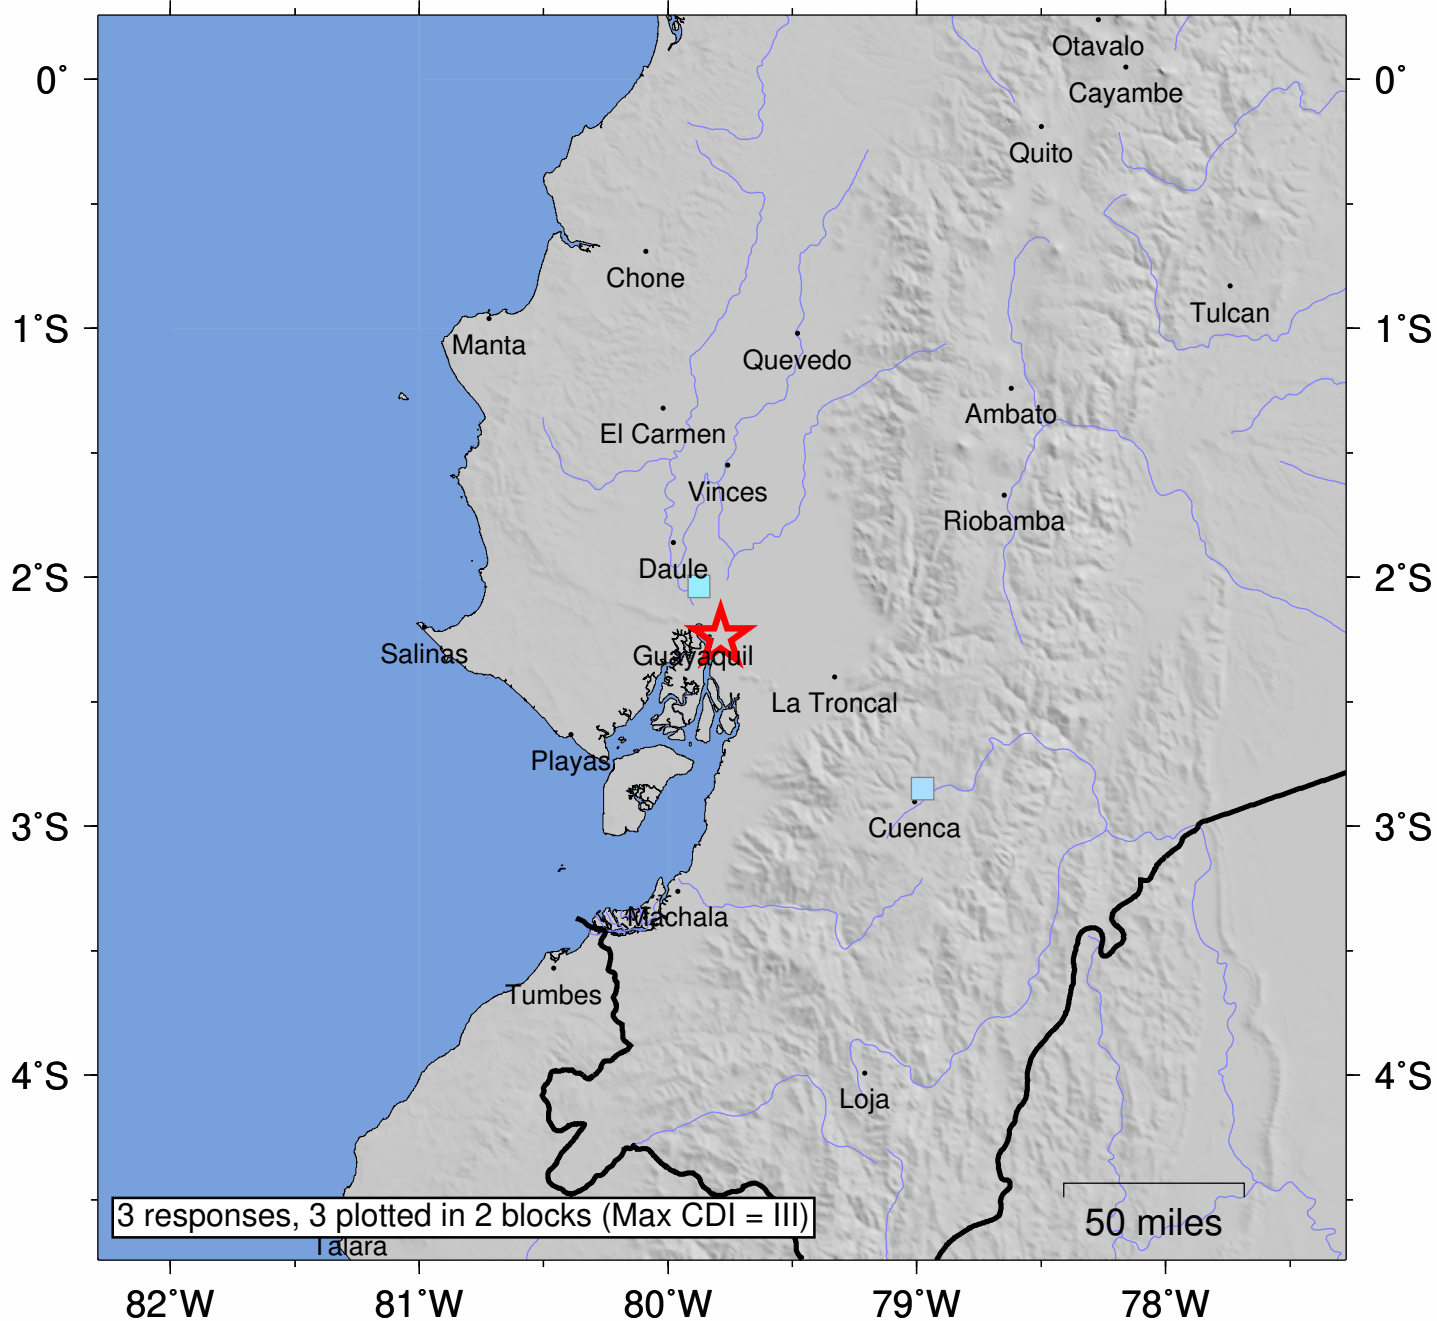 Otavalo
0˚
0˚
Cayambe
Quito
Chone
Tulcan
1˚S
1˚S
Manta
Quevedo
Ambato
El Carmen
Vinces
Riobamba
Daule
2˚S
2˚S
Salinas
Guayaquil
La Troncal
Playas
3˚S
3˚S
Cuenca
Machala
Tumbes
4˚S
4˚S
Loja
3 responses, 3 plotted in 2 blocks (Max CDI = III)
50 miles
Talara
82˚W
81˚W
80˚W
79˚W
78˚W